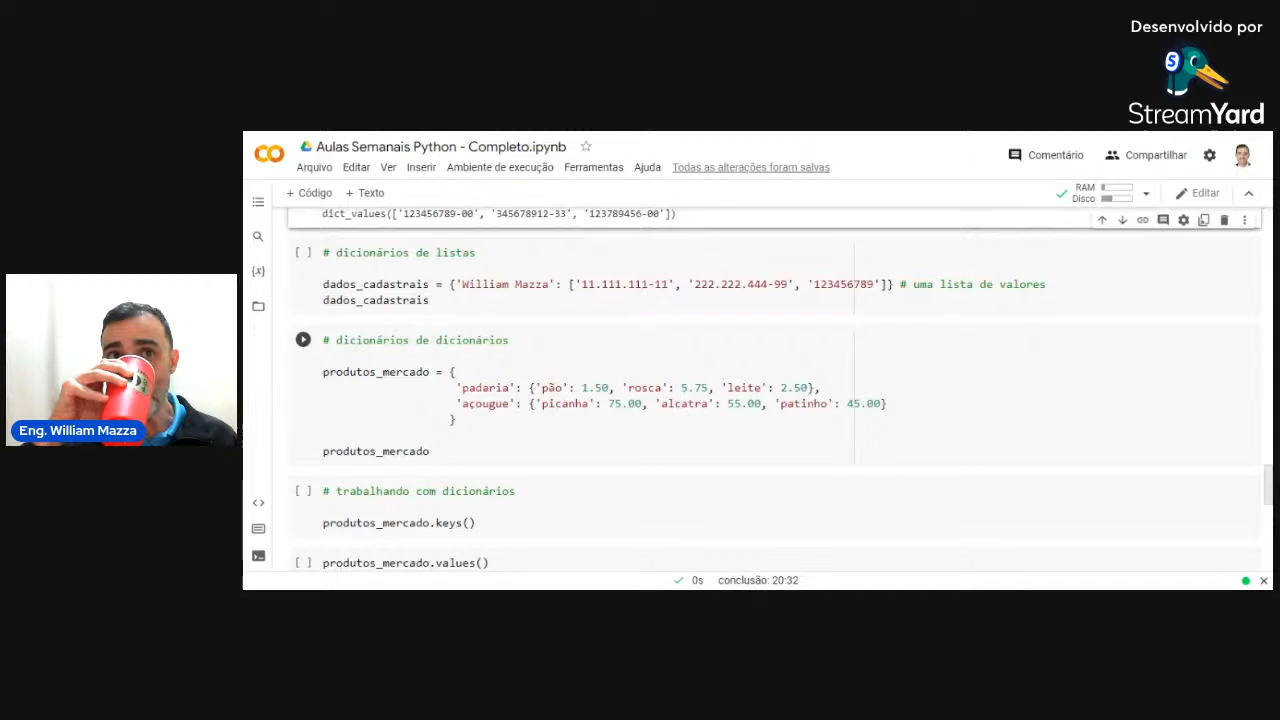 Desenvolvido por
StreamYard
Aulas Semanais Python - Completo.ipynb
Comentário
Compartilhar
Arquivo Editar Ver Inserir Ambiente de execução Ferramentas Ajuda Todas as alterações foram salvas
+ Código + Texto
RAM
Disco
Editar
dict_values(['123456789-00', '345678912-33', '123789456-00'])
[ ] # dicionários de listas
dados_cadastrais = {'William Mazza': ['11.111.111-11', '222.222.444-99', '123456789']} # uma lista de valores
dados_cadastrais
# dicionários de dicionários
produtos_mercado = {
'padaria': {'pão': 1.50, 'rosca': 5.75, 'leite': 2.50},
'açougue': {'picanha': 75.00, 'alcatra': 55.00, 'patinho': 45.00}
}
produtos_mercado
[ ] # trabalhando com dicionários
produtos_mercado.keys()
[ ] produtos_mercado.values()
0s conclusão: 20:32
Eng. William Mazza